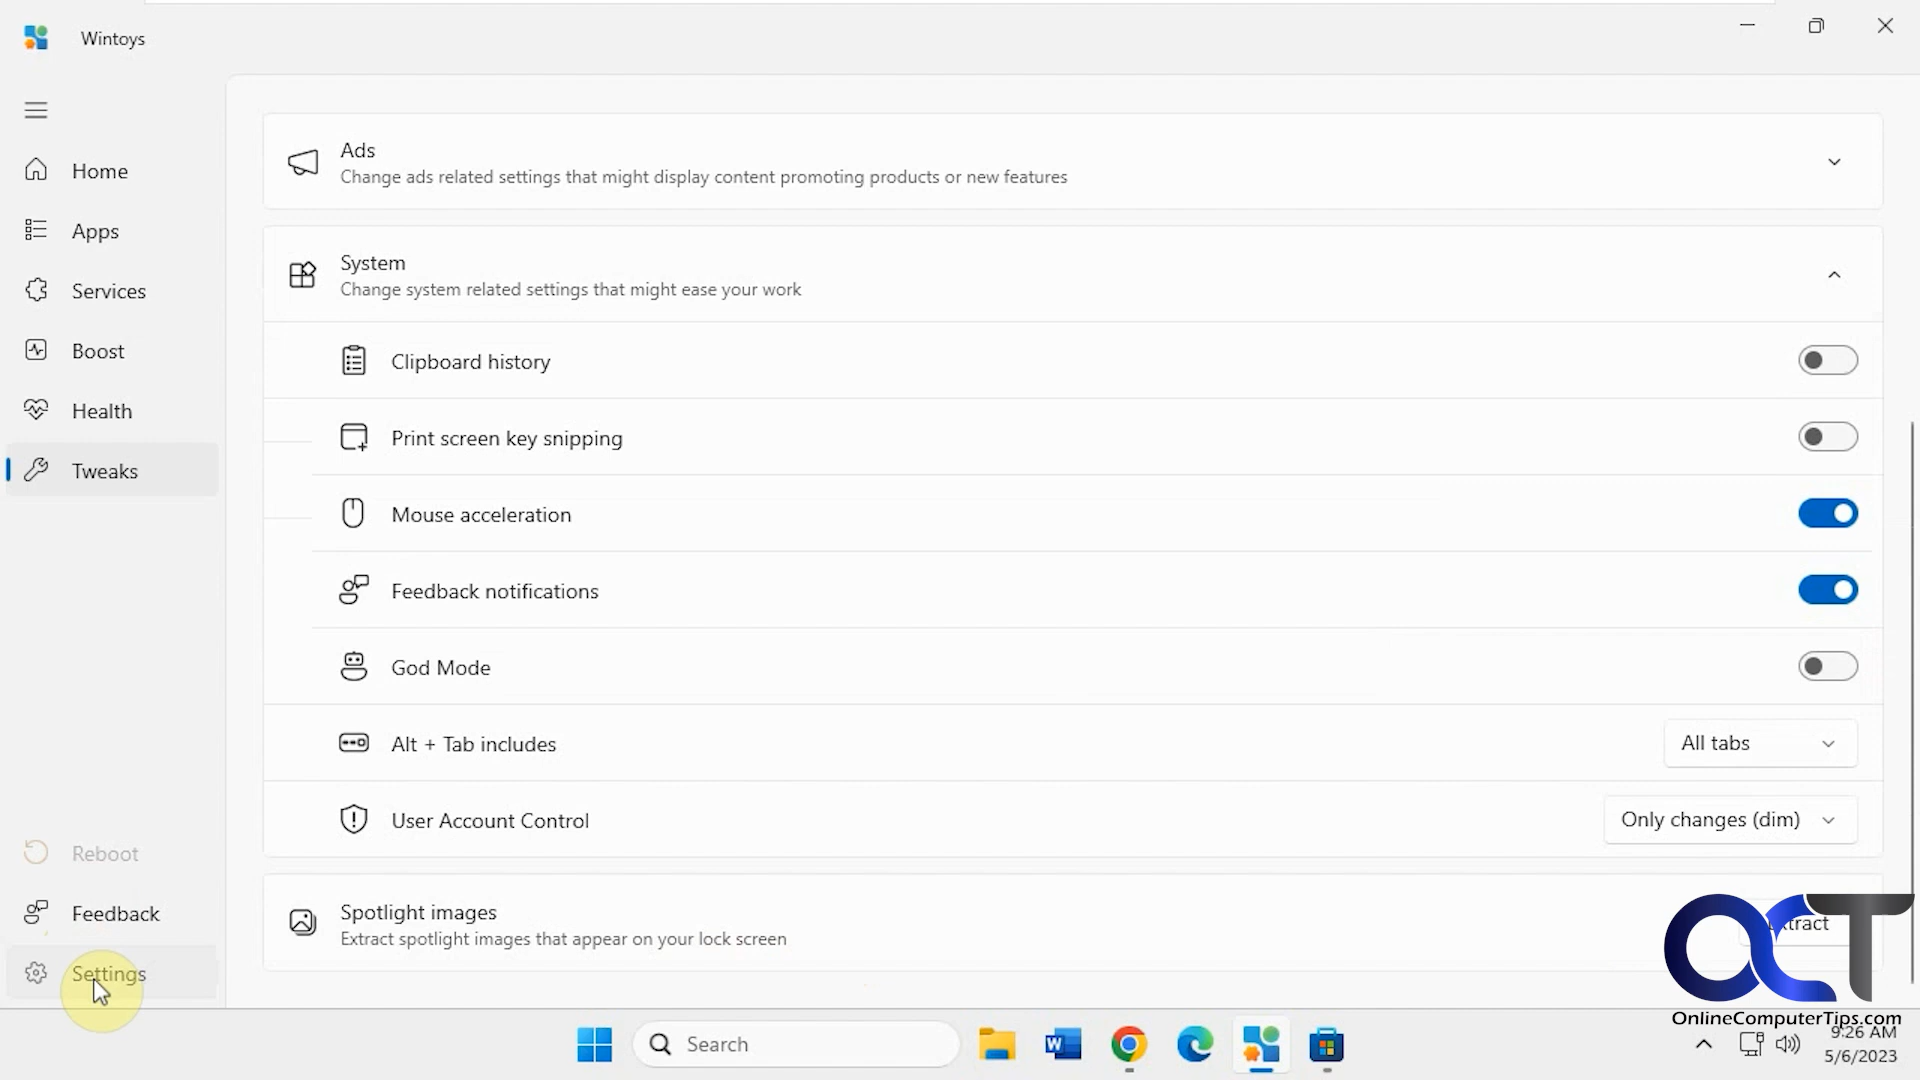 Wintoys
Home
Apps
Services
Boost
Health
Tweaks
Reboot
Feedback
Settings
Ads
Change ads related settings that might display content promoting products or new features
System
Change system related settings that might ease your work
Clipboard history
Print screen key snipping
Mouse acceleration
Feedback notifications
God Mode
Alt + Tab includes
All tabs
User Account Control
Only changes (dim)
Spotlight images
Extract spotlight images that appear on your lock screen
OCT
OnlineComputerTips.com
Search
W
9:26 AM
5/6/2023